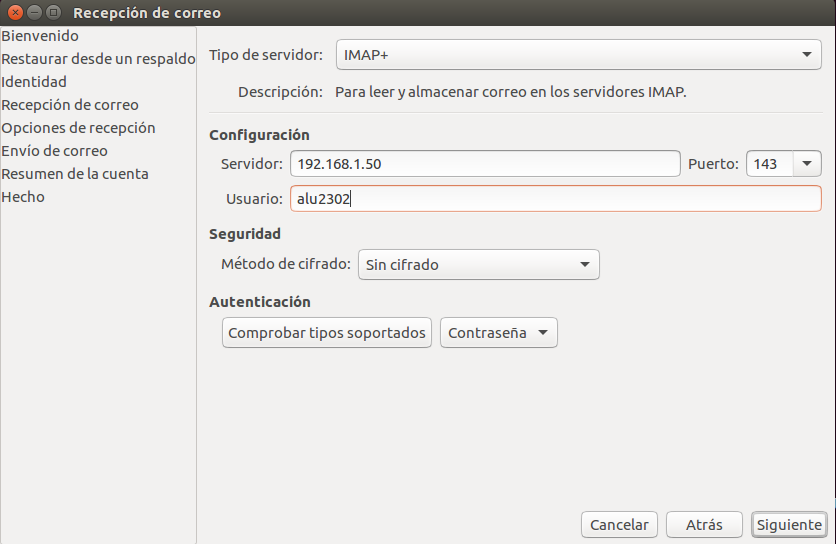 Recepción de correo
Bienvenido
Restaurar desde un respaldo
Identidad
Recepción de correo
Opciones de recepción
Envío de correo
Resumen de la cuenta
Hecho
Tipo de servidor: IMAP+
Descripción: Para leer y almacenar correo en los servidores IMAP.
Configuración
Servidor: 192.168.1.50 Puerto: 143
Usuario: alu2302
Seguridad
Método de cifrado: Sin cifrado
Autenticación
Comprobar tipos soportados Contraseña
Cancelar Atrás Siguiente